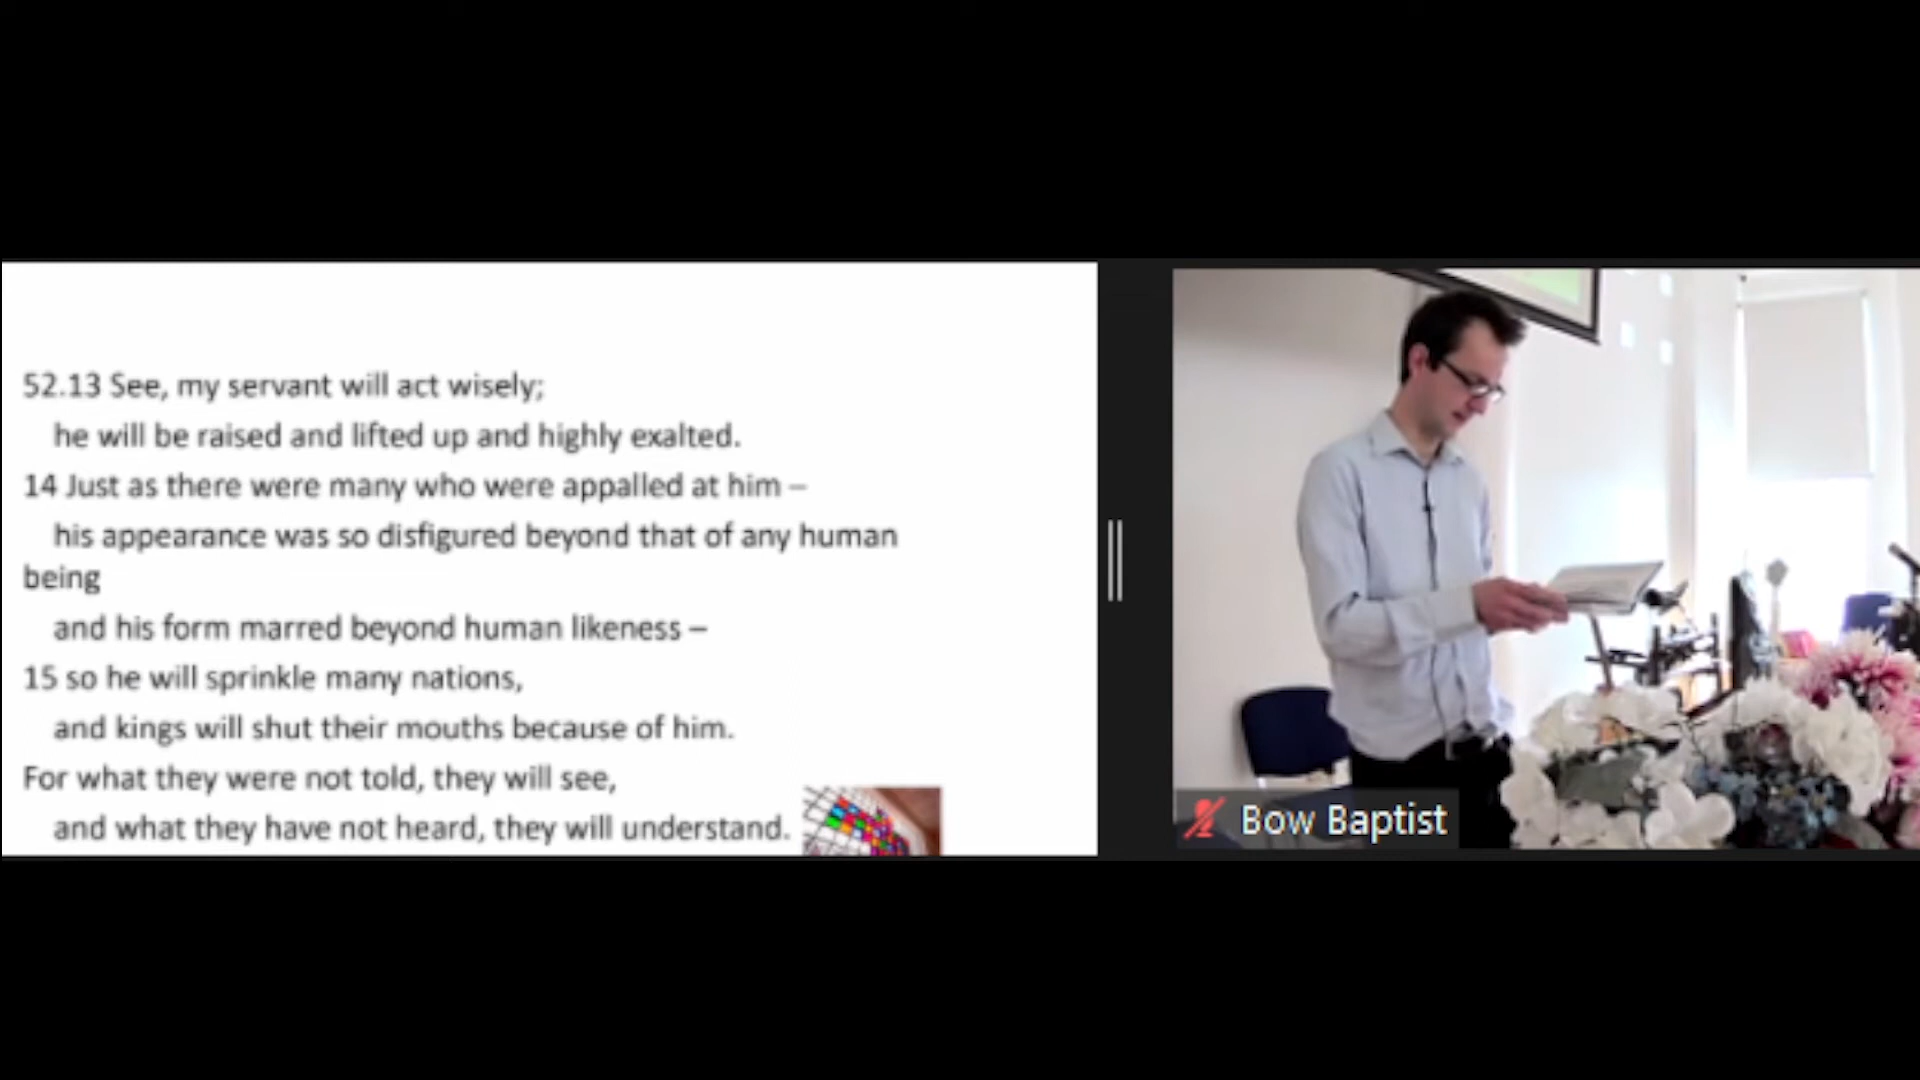 52.13 See, my servant will act wisely;
he will be raised and lifted up and highly exalted.
14 Just as there were many who were appalled at him –
his appearance was so disfigured beyond that of any human
being
and his form marred beyond human likeness –
15 so he will sprinkle many nations,
and kings will shut their mouths because of him.
For what they were not told, they will see,
and what they have not heard, they will understand.
Bow Baptist